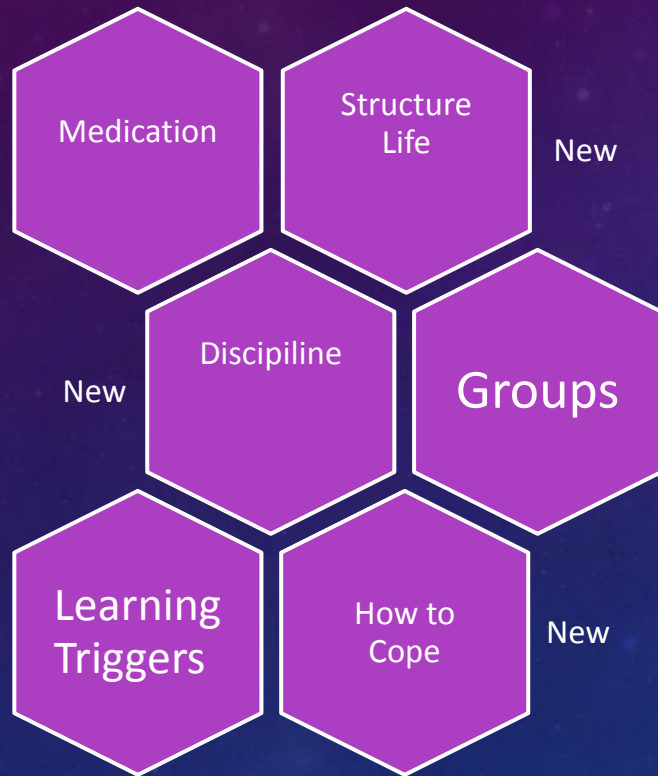 Medication
Structure
Life
New
New
Discipiline
Groups
Learning
Triggers
How to
Cope
New